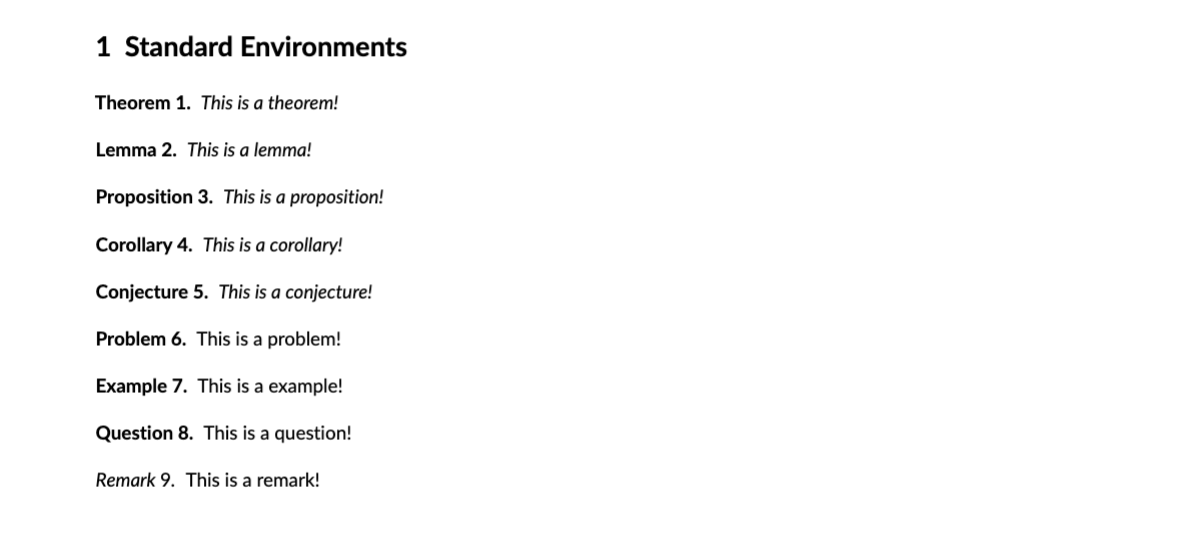 1 Standard Environments
Theorem 1. This is a theorem!
Lemma 2. This is a lemma!
Proposition 3. This is a proposition!
Corollary 4. This is a corollary!
Conjecture 5. This is a conjecture!
Problem 6. This is a problem!
Example 7. This is a example!
Question 8. This is a question!
Remark 9. This is a remark!